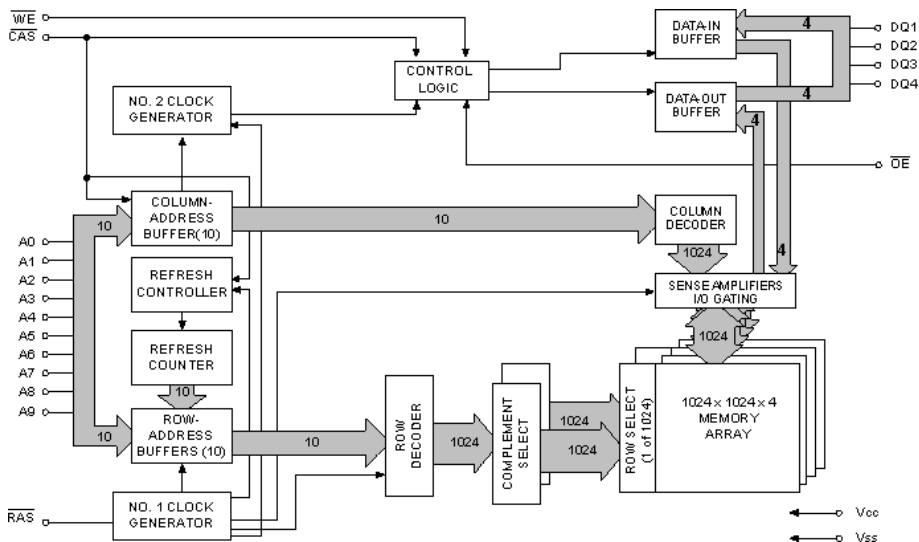 WE
CAS
NO. 2 CLOCK
GENERATOR
CONTROL
LOGIC
DATA-IN
BUFFER
DATA-OUT
BUFFER
4
4
4
4
DQ1
DQ2
DQ3
DQ4
OE
COLUMN-
ADDRESS
BUFFER(10)
10
10
COLUMN
DECODER
1024
A0
A1
A2
A3
A4
A5
A6
A7
A8
A9
REFRESH
CONTROLLER
REFRESH
COUNTER
10
SENSE AMPLIFIERS
I/O GATING
1024
10
ROW-
ADDRESS
BUFFERS (10)
10
ROW
DECODER
1024
COMPLEMENT
SELECT
1024
1024
ROW SELECT
(1 of 1024)
1024 x 1024 x 4
MEMORY
ARRAY
RAS
NO. 1 CLOCK
GENERATOR
Vcc
Vss